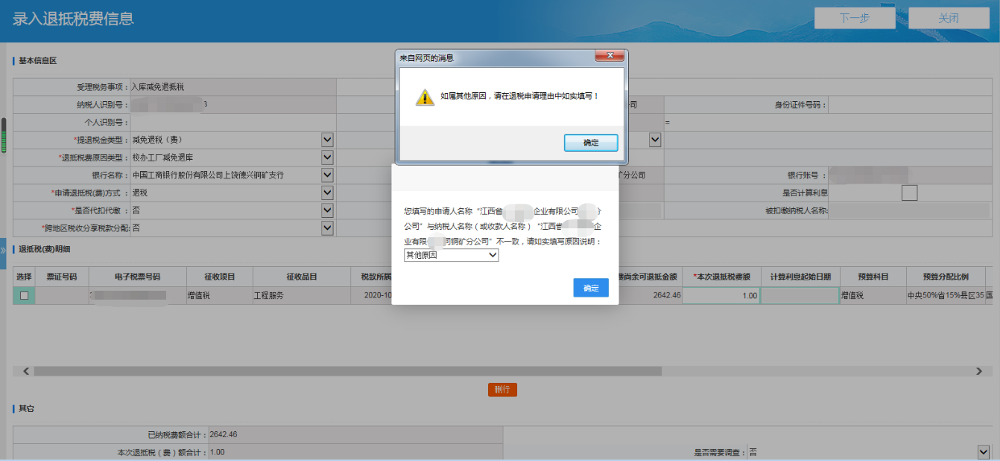 录入退抵税费信息
下一步
关闭
基本信息区
来自网页的消息
如属其他原因，请在退税申请理由中如实填写！
确定
受理税务事项：入库减免退抵税
纳税人识别号：
3
公司
身份证件号码：
个人识别号：
=
*提退税金类型：减免退税（费）
*退抵税费原因类型：校办工厂减免退库
银行名称：中国工商银行股份有限公司上饶德兴铜矿支行
矿分公司
银行账号：
*申请退抵税(费)方式：退税
是否计算利息
*是否代扣代缴：否
被扣缴纳税人名称:
*跨地区税收分享税款分配:否
您填写的申请人名称“江西省
企业有限公司
公司”与纳税人名称（或收款人名称）“江西省
企
业有限
司铜矿分公司”不一致，请如实填写原因说明：
其他原因
确定
退抵税(费)明细
选择 票证号码 电子税票号码 征收项目 征收品目 税款所属
费尚余可退抵金额 *本次退抵税费额 计算利息起始日期 预算科目 预算分配比例
增值税 工程服务 2020-10
2642.46 1.00 增值税 中央50%省15%县区35 国
删行
其它
已纳税费额合计：2642.46
本次退抵税（费）额合计：1.00
是否需要调查：否